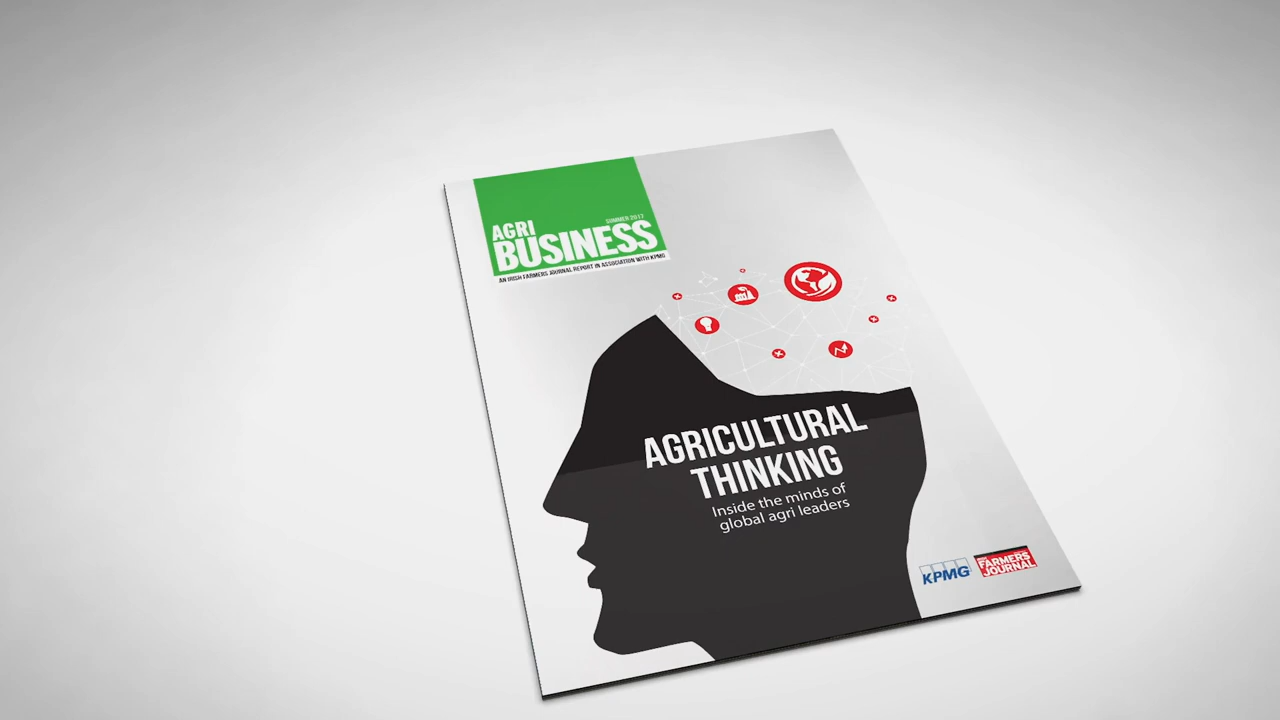 SUMMER 2017
AGRI
BUSINESS
AN IRISH FARMERS JOURNAL REPORT IN ASSOCIATION WITH KPMG
AGRICULTURAL
THINKING
Inside the minds of
global agri leaders
KPMG
FARMERS
JOURNAL